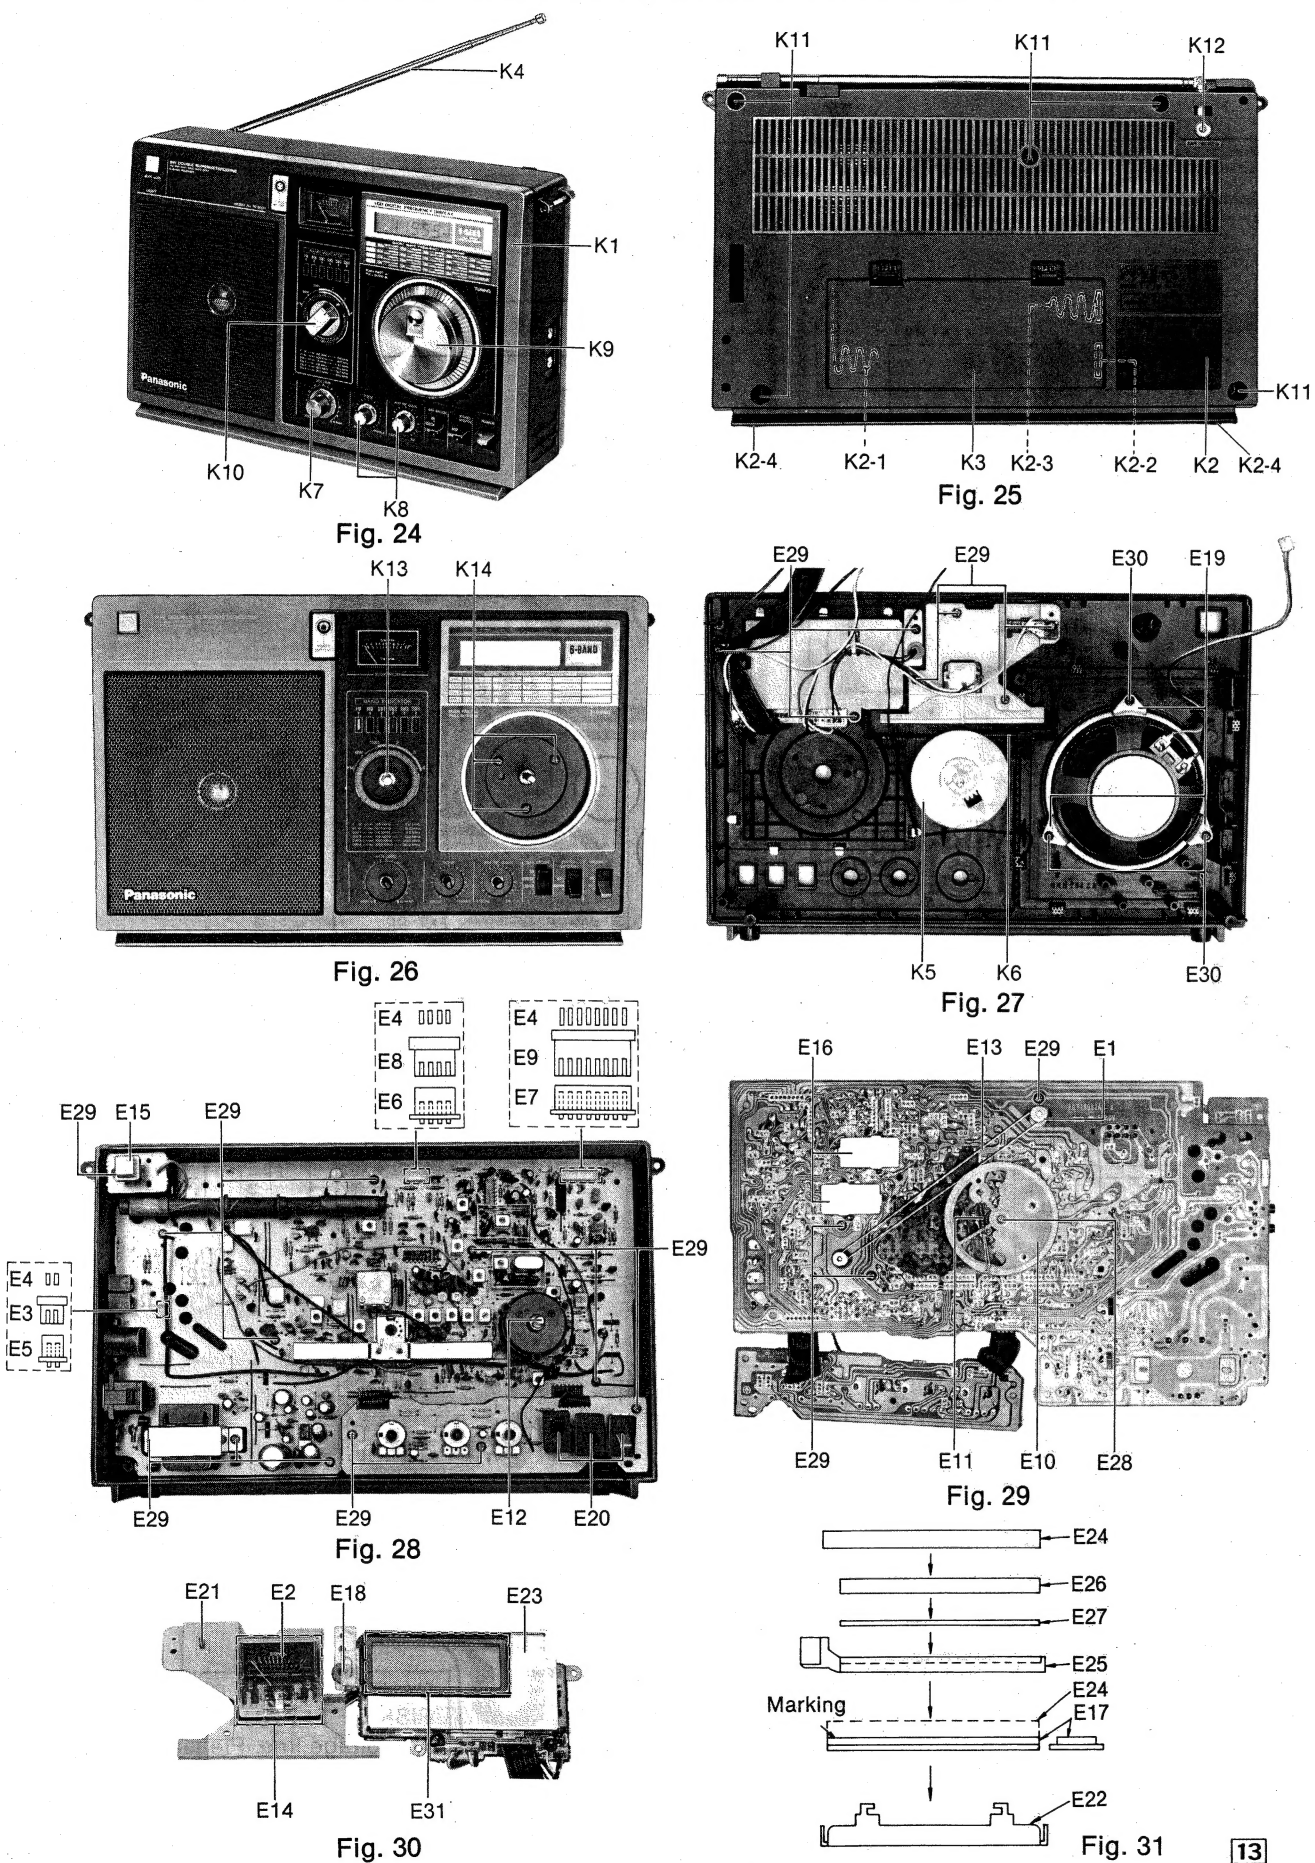 K4
K1
K9
K10
K7
K8
Panasonic
Fig. 24
K11
K11
K12
K11
K2-4
K2-1
K3
K2-3
K2-2
K2
K2-4
Fig. 25
K13
K14
6-BAND
BAND INDICATOR
Panasonic
Fig. 26
E29
E29
E30
E19
K5
K6
E30
Fig. 27
E4
E8
E6
E4
E9
E7
E29
E15
E29
E29
E4
E3
E5
E29
E29
E12
E20
Fig. 28
E16
E13
E29
E1
E29
E11
E10
E28
Fig. 29
E21
E2
E18
E23
E14
E31
Fig. 30
E24
E26
E27
E25
E24
Marking
E17
E22
Fig. 31
13